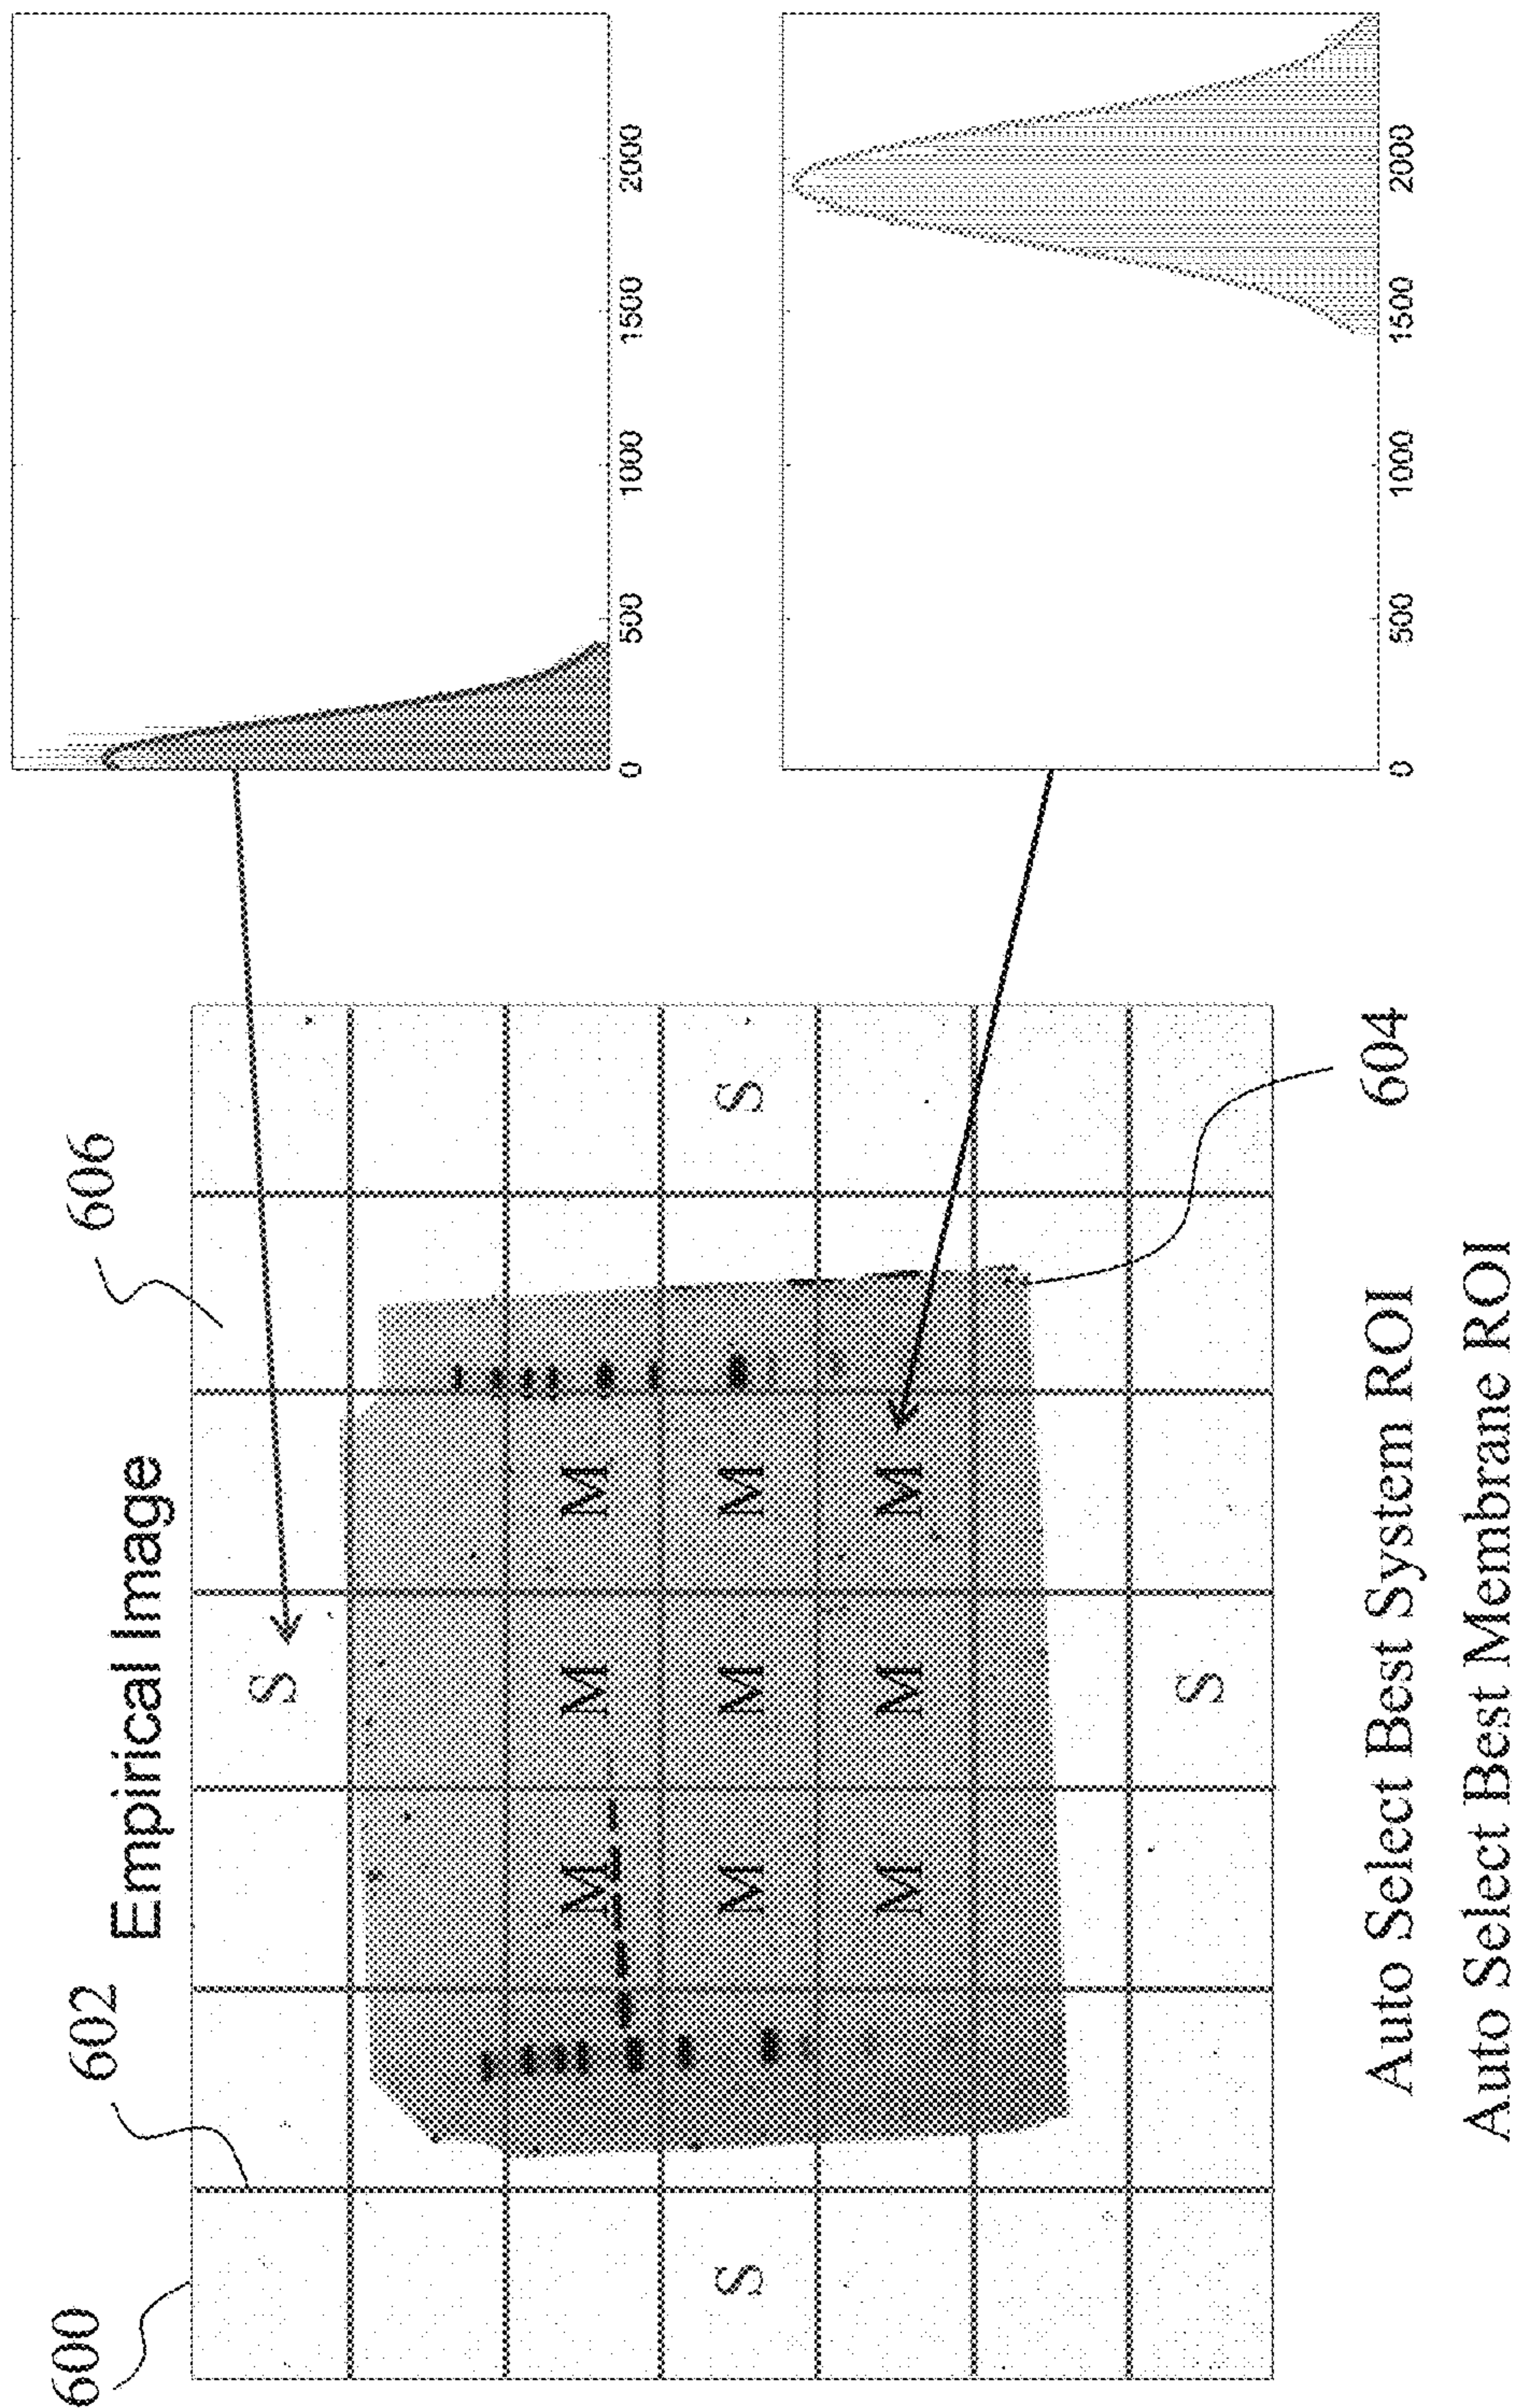 600
602
Empirical Image
606
S
M M M
S M M M S
M M M
S
604
Auto Select Best System ROI
Auto Select Best Membrane ROI
0 500 1000 1500 2000
0 500 1000 1500 2000